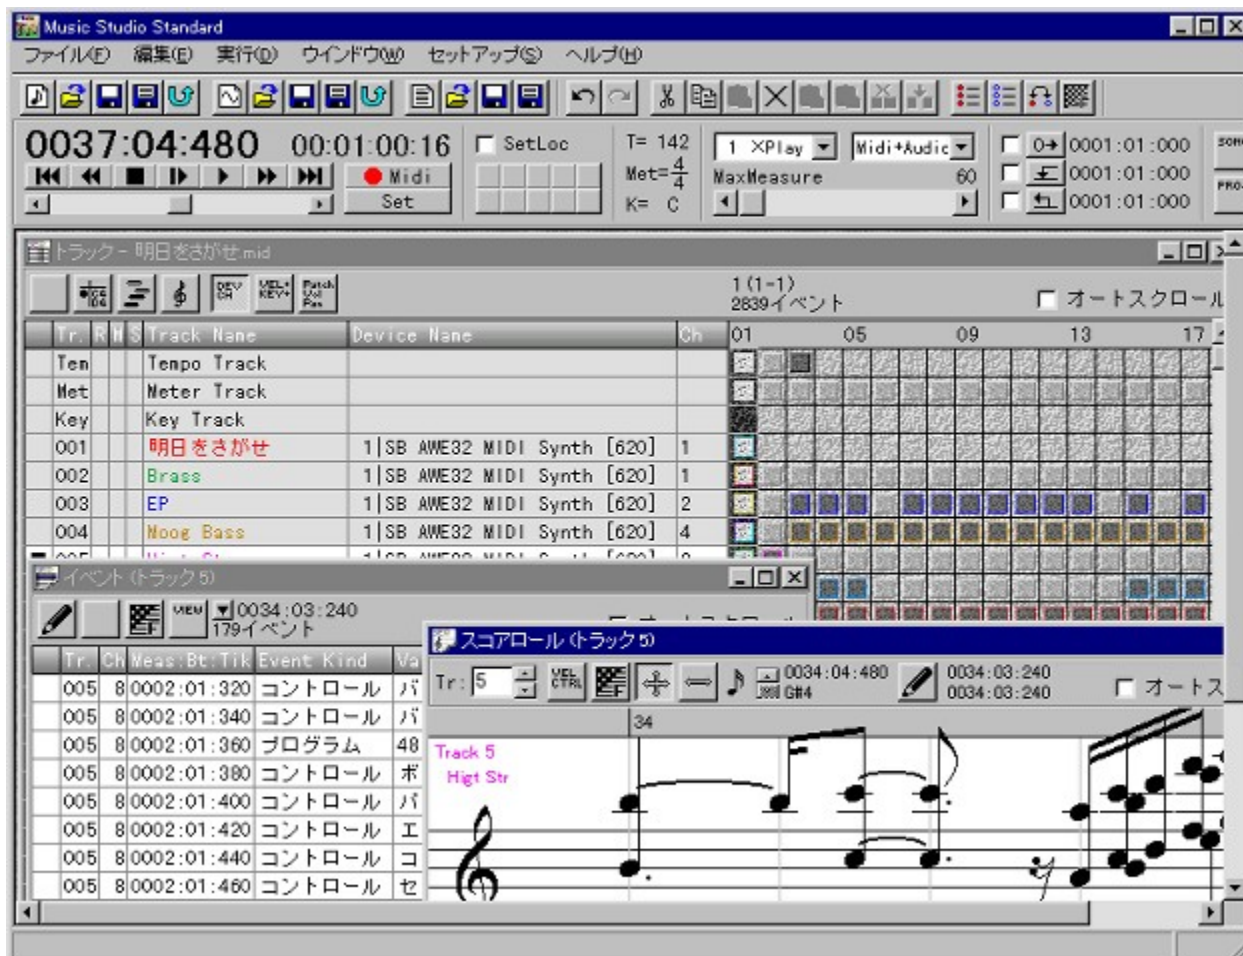 Music Studio Standard
ファイル(F) 編集(E) 実行(D) ウインドウ(W) セットアップ(S) ヘルプ(H)
0037:04:480 00:01:00:16 SetLoc T= 142 1 XPlay Midi+Audic 0001:01:000
Midi Met=4/4 MaxMeasure 60 0001:01:000
Set K= C 0001:01:000
トラック - 明日をさがせ.mid
DEV CH VEL+ KEY+ Patch Vol Pan 1(1-1)
2839イベント オートスクロール
Tr. R M S Track Name Device Name Ch 01 05 09 13 17
Ten Tempo Track
Met Meter Track
Key Key Track
001 明日をさがせ 1|SB AWE32 MIDI Synth [620] 1
002 Brass 1|SB AWE32 MIDI Synth [620] 1
003 EP 1|SB AWE32 MIDI Synth [620] 2
004 Moog Bass 1|SB AWE32 MIDI Synth [620] 4
イベント (トラック 5)
VIEW 0034:03:240
179イベント
Tr. Ch Meas:Bt:Tik Event Kind Va
005 8 0002:01:320 コントロール バ
005 8 0002:01:340 コントロール バ
005 8 0002:01:360 プログラム 48
005 8 0002:01:380 コントロール ボ
005 8 0002:01:400 コントロール パ
005 8 0002:01:420 コントロール エ
005 8 0002:01:440 コントロール コ
005 8 0002:01:460 コントロール セ
スコアロール (トラック 5)
Tr: 5 VEL CTRL 0034:04:480 0034:03:240
G#4 0034:03:240 オートス
34
Track 5
Higt Str